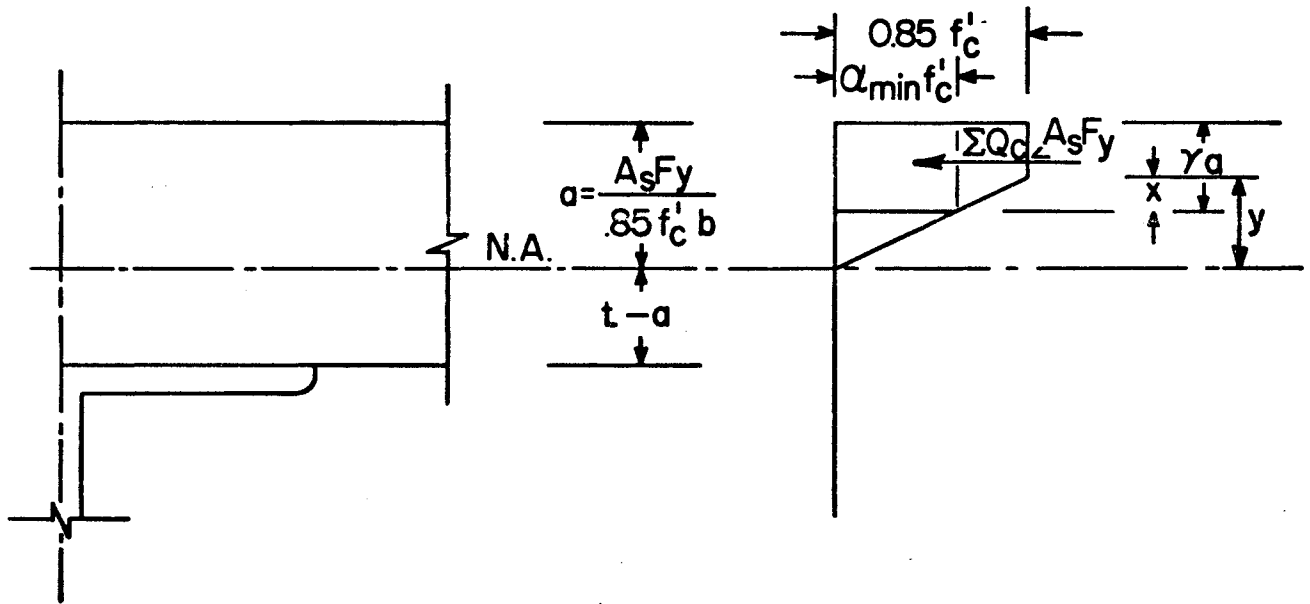 0.85 f'c
αmin f'c
ΣQc∠AsFy
γa
x
y
a = AsFy
.85 f'c b
N.A.
t. -a